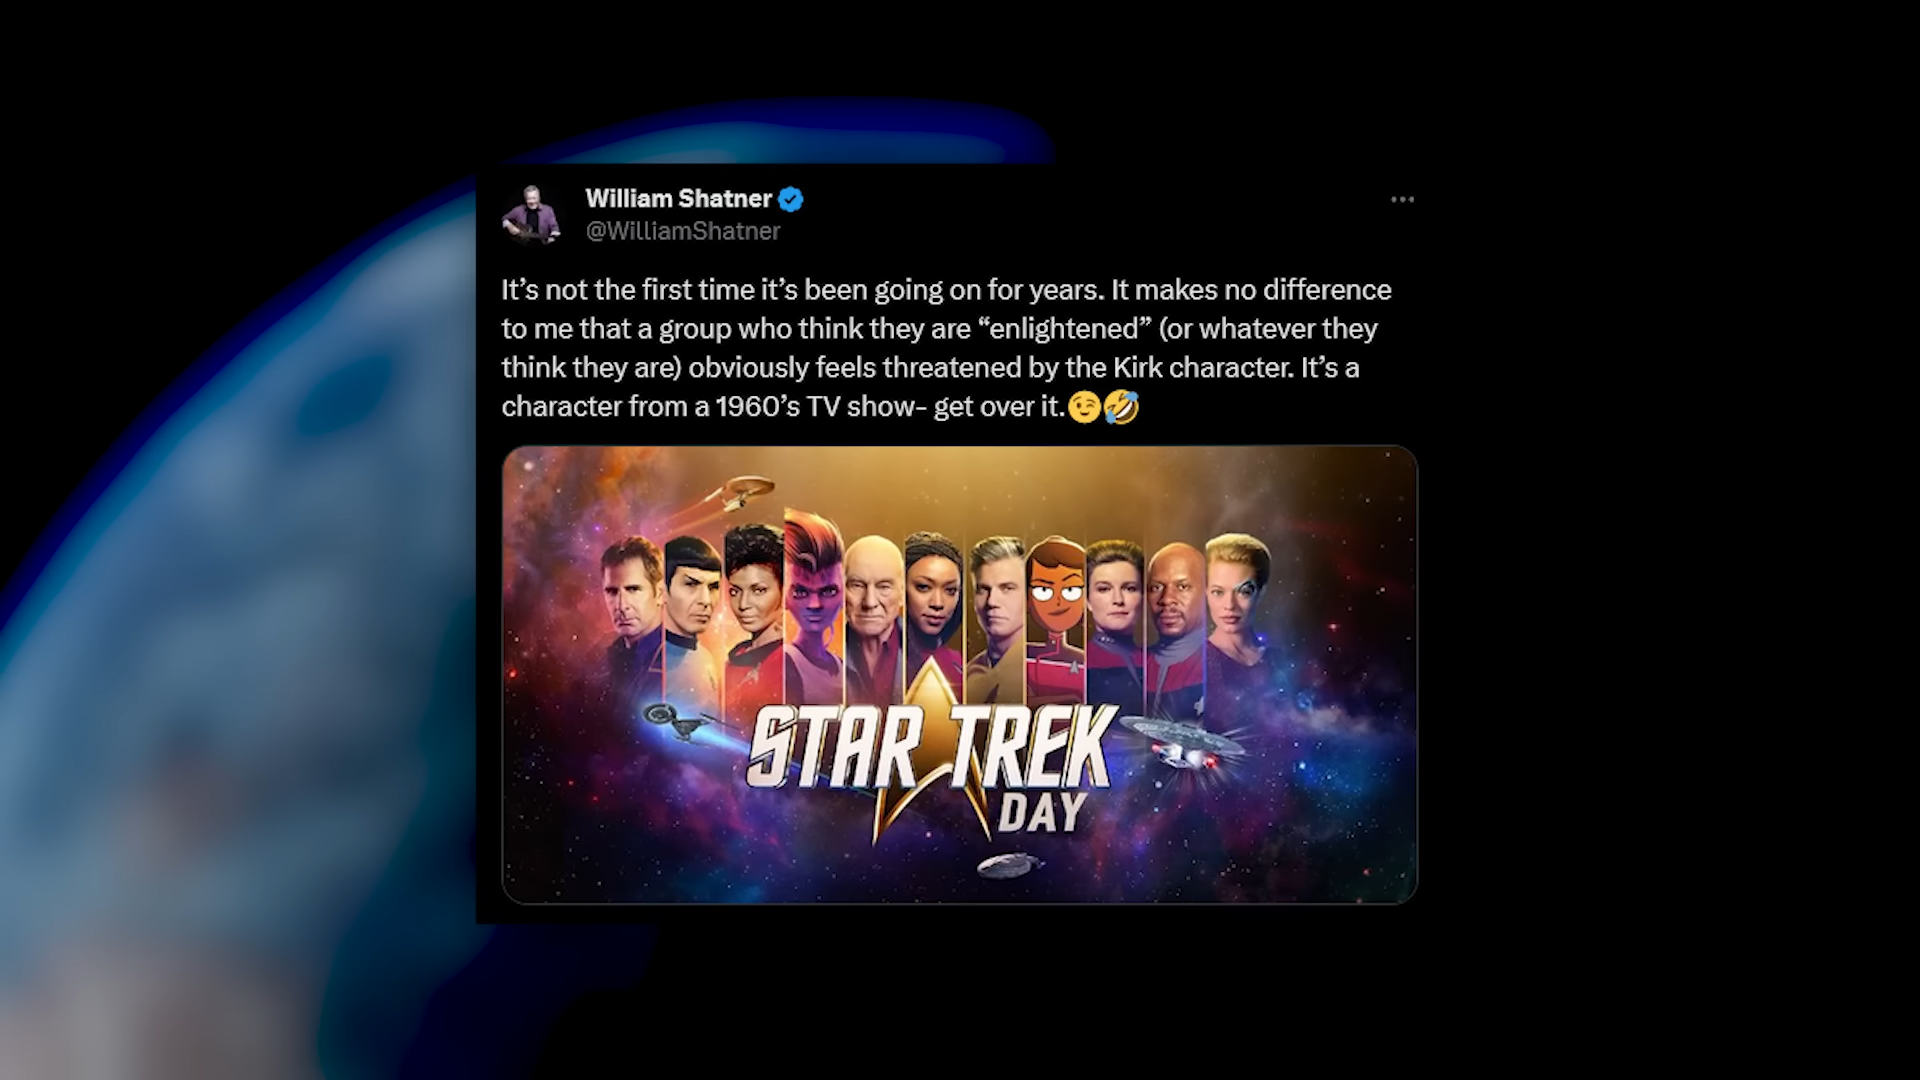 William Shatner
@WilliamShatner
It’s not the first time it’s been going on for years. It makes no difference
to me that a group who think they are “enlightened” (or whatever they
think they are) obviously feels threatened by the Kirk character. It’s a
character from a 1960’s TV show- get over it.😉🤣
STAR TREK
DAY